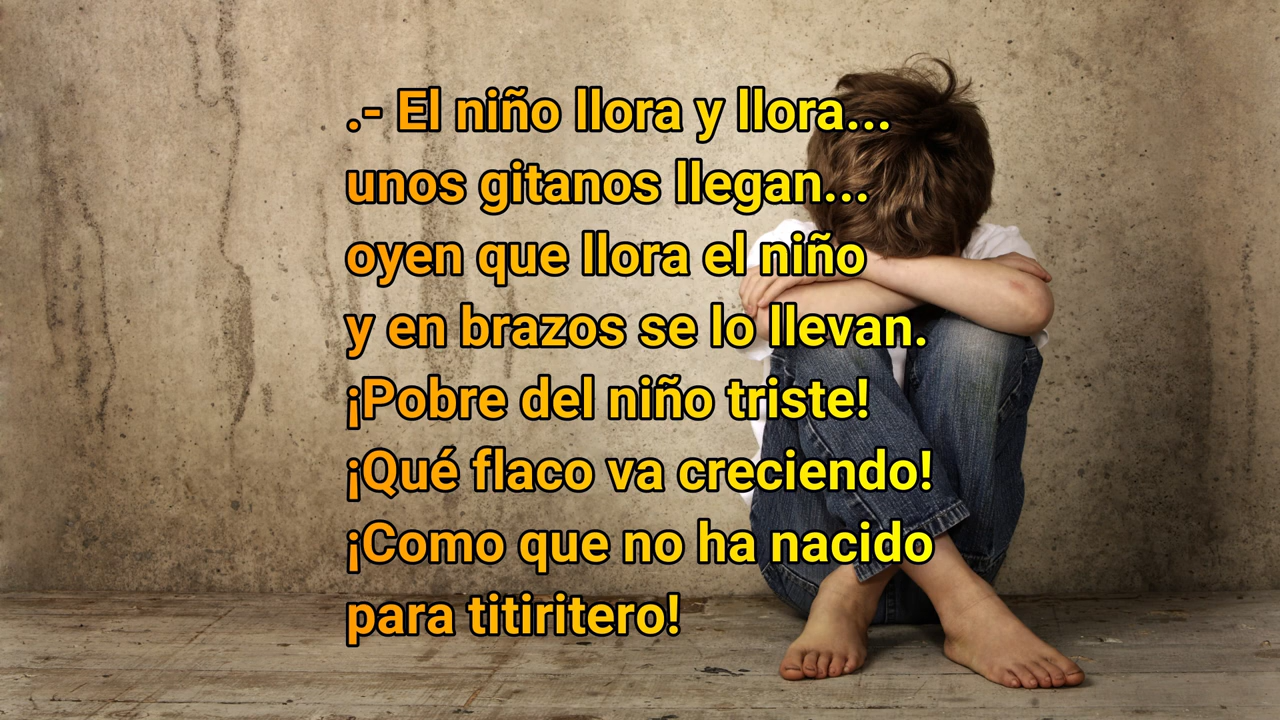 .- El niño llora y llora...
unos gitanos llegan...
oyen que llora el niño
y en brazos se lo llevan.
¡Pobre del niño triste!
¡Qué flaco va creciendo!
¡Como que no ha nacido
para titiritero!